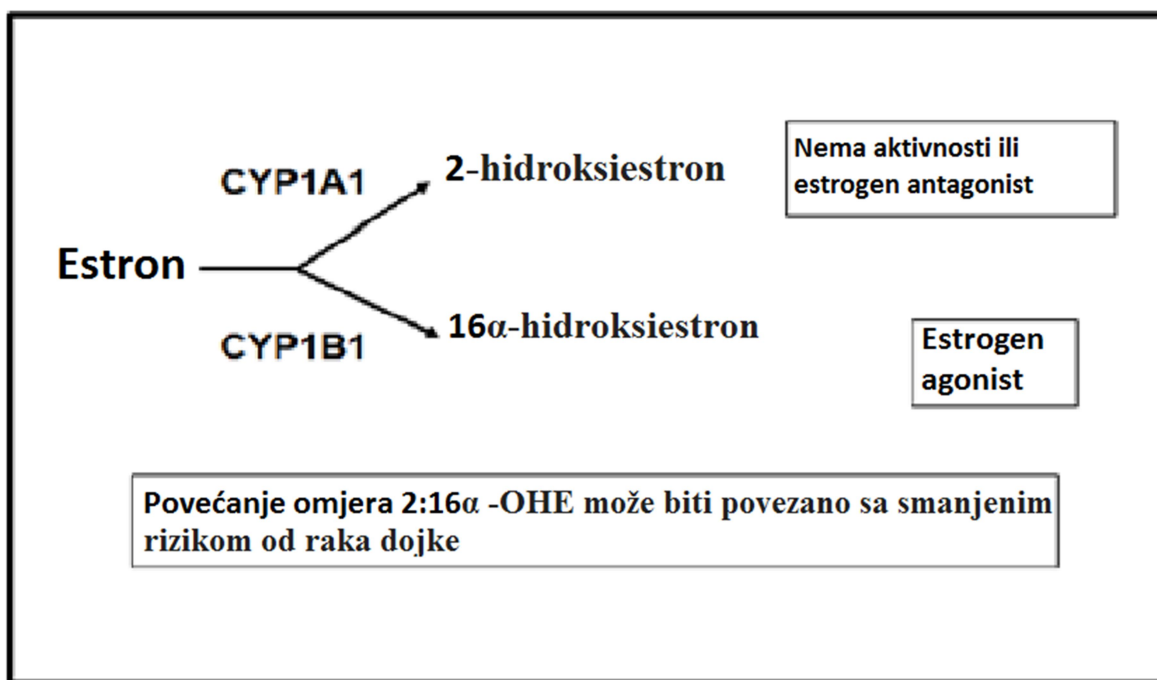 CYP1A1
2-hidroksiestron
Nema aktivnosti ili
estrogen antagonist
Estron
CYP1B1
16α-hidroksiestron
Estrogen
agonist
Povećanje omjera 2:16α -OHE može biti povezano sa smanjenim
rizikom od raka dojke